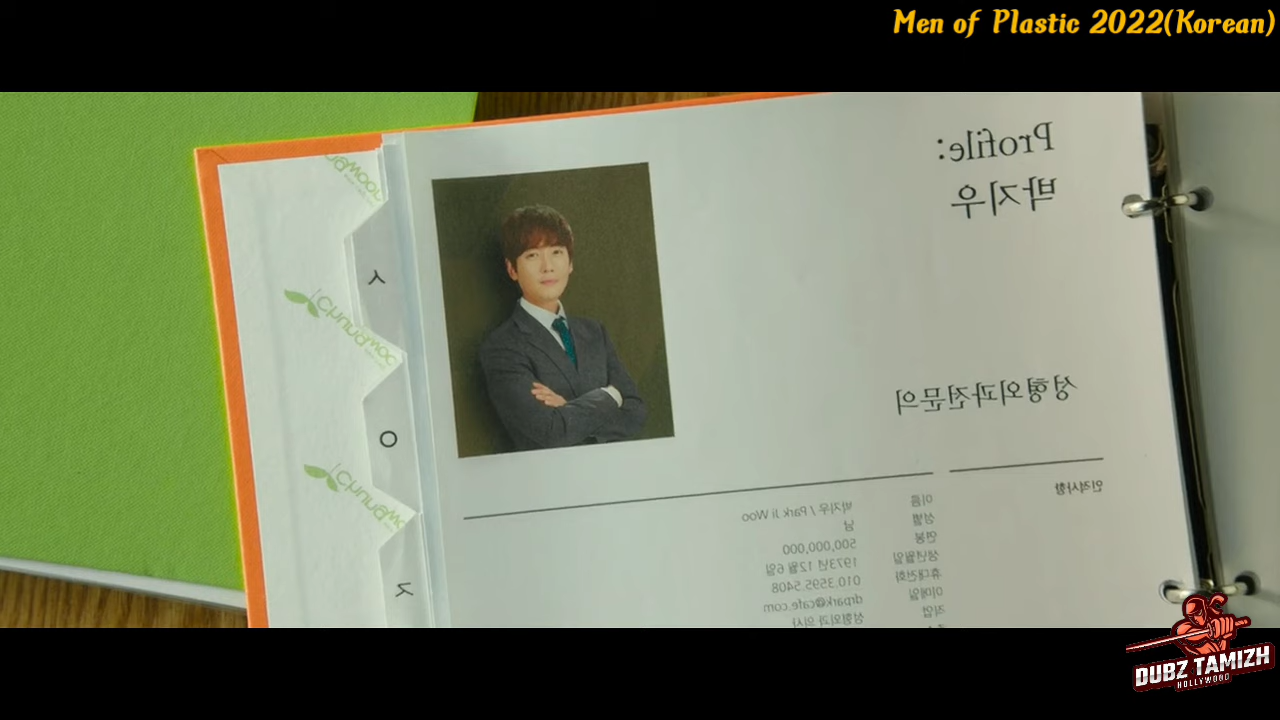 Men of Plastic 2022(Korean)
Profile:
박지우
성형외과전문의
인적사항
이름 박지우 / Park Ji Woo
성별 남
연봉 500,000,000
생년월일 1973년 12월 6일
휴대전화 010.3595.5408
이메일 drpark@cafe.com
직업 성형외과 의사
ㅅ
ㅇ
ㅈ
DUBZ TAMIZH
HOLLYWOOD